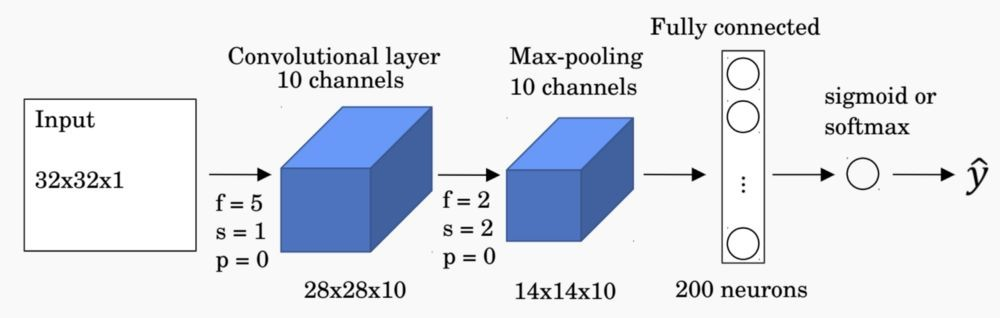 Input
32x32x1
f = 5
s = 1
p = 0
Convolutional layer
10 channels
28x28x10
f = 2
s = 2
p = 0
Max-pooling
10 channels
14x14x10
Fully connected
...
200 neurons
sigmoid or
softmax
ŷ